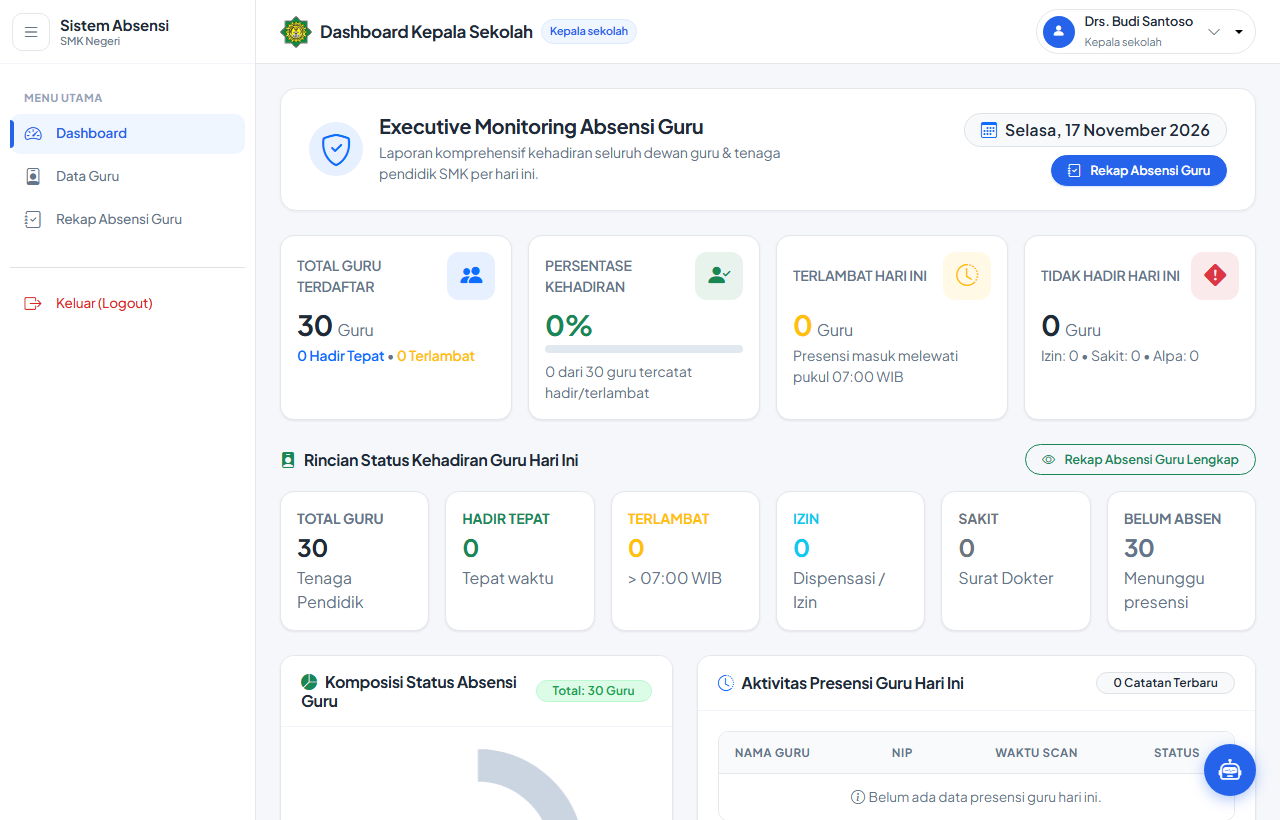 Sistem Absensi
SMK Negeri
MENU UTAMA
Dashboard
Data Guru
Rekap Absensi Guru
Keluar (Logout)
Dashboard Kepala Sekolah
Kepala sekolah
Drs. Budi Santoso
Kepala sekolah
Executive Monitoring Absensi Guru
Laporan komprehensif kehadiran seluruh dewan guru & tenaga
pendidik SMK per hari ini.
Selasa, 17 November 2026
Rekap Absensi Guru
TOTAL GURU
TERDAFTAR
30 Guru
0 Hadir Tepat • 0 Terlambat
PERSENTASE
KEHADIRAN
0%
0 dari 30 guru tercatat
hadir/terlambat
TERLAMBAT HARI INI
0 Guru
Presensi masuk melewati
pukul 07:00 WIB
TIDAK HADIR HARI INI
0 Guru
Izin: 0 • Sakit: 0 • Alpa: 0
Rincian Status Kehadiran Guru Hari Ini
Rekap Absensi Guru Lengkap
TOTAL GURU
30
Tenaga
Pendidik
HADIR TEPAT
0
Tepat waktu
TERLAMBAT
0
> 07:00 WIB
IZIN
0
Dispensasi /
Izin
SAKIT
0
Surat Dokter
BELUM ABSEN
30
Menunggu
presensi
Komposisi Status Absensi
Guru
Total: 30 Guru
Aktivitas Presensi Guru Hari Ini
0 Catatan Terbaru
NAMA GURU NIP WAKTU SCAN STATUS
Belum ada data presensi guru hari ini.